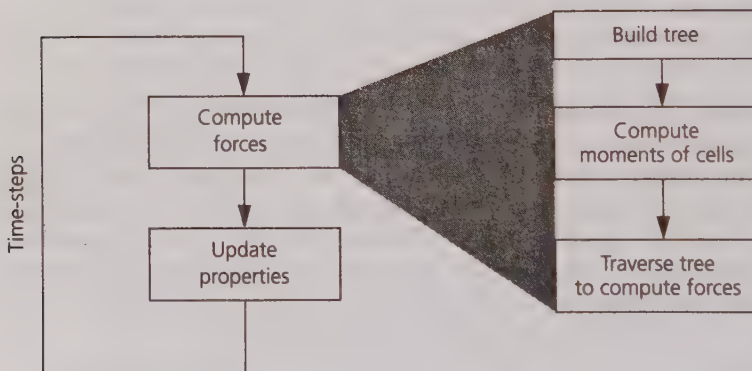 Time-steps
Compute
forces
Update
properties
Build tree
Compute
moments of cells
Traverse tree
to compute forces